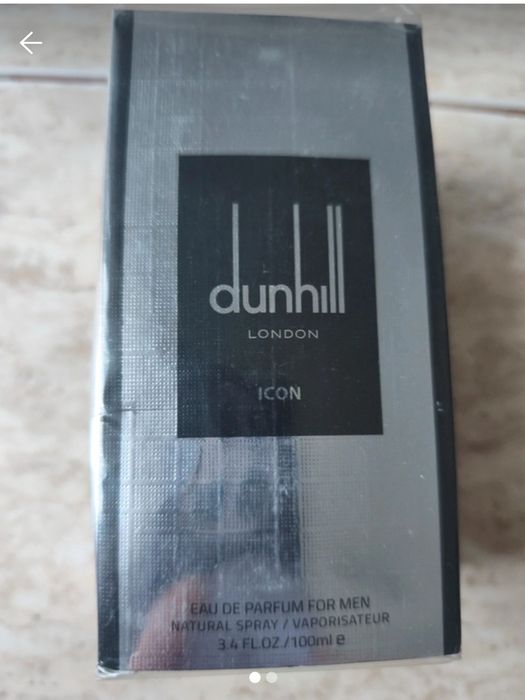 dunhill
LONDON
ICON
EAU DE PARFUM FOR MEN
NATURAL SPRAY / VAPORISATEUR
3.4 FL.OZ./100ml e